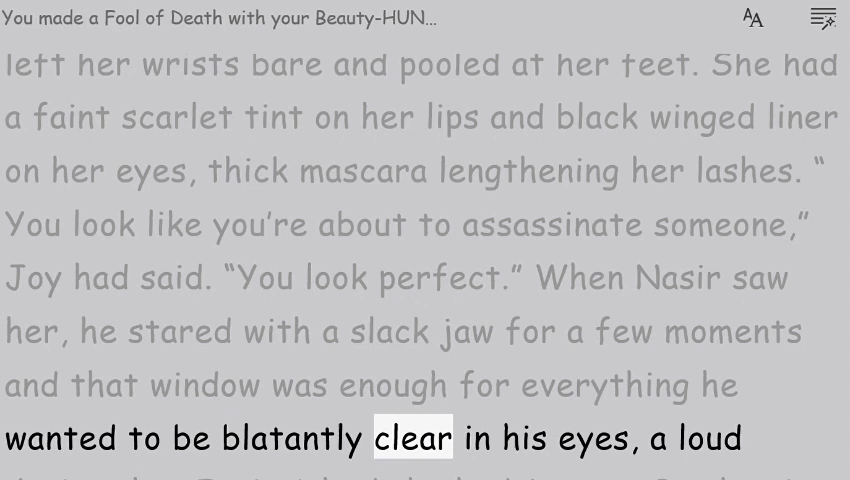 You made a Fool of Death with your Beauty-HUN...
left her wrists bare and pooled at her feet. She had
a faint scarlet tint on her lips and black winged liner
on her eyes, thick mascara lengthening her lashes. “
You look like you’re about to assassinate someone,”
Joy had said. “You look perfect.” When Nasir saw
her, he stared with a slack jaw for a few moments
and that window was enough for everything he
wanted to be blatantly clear in his eyes, a loud